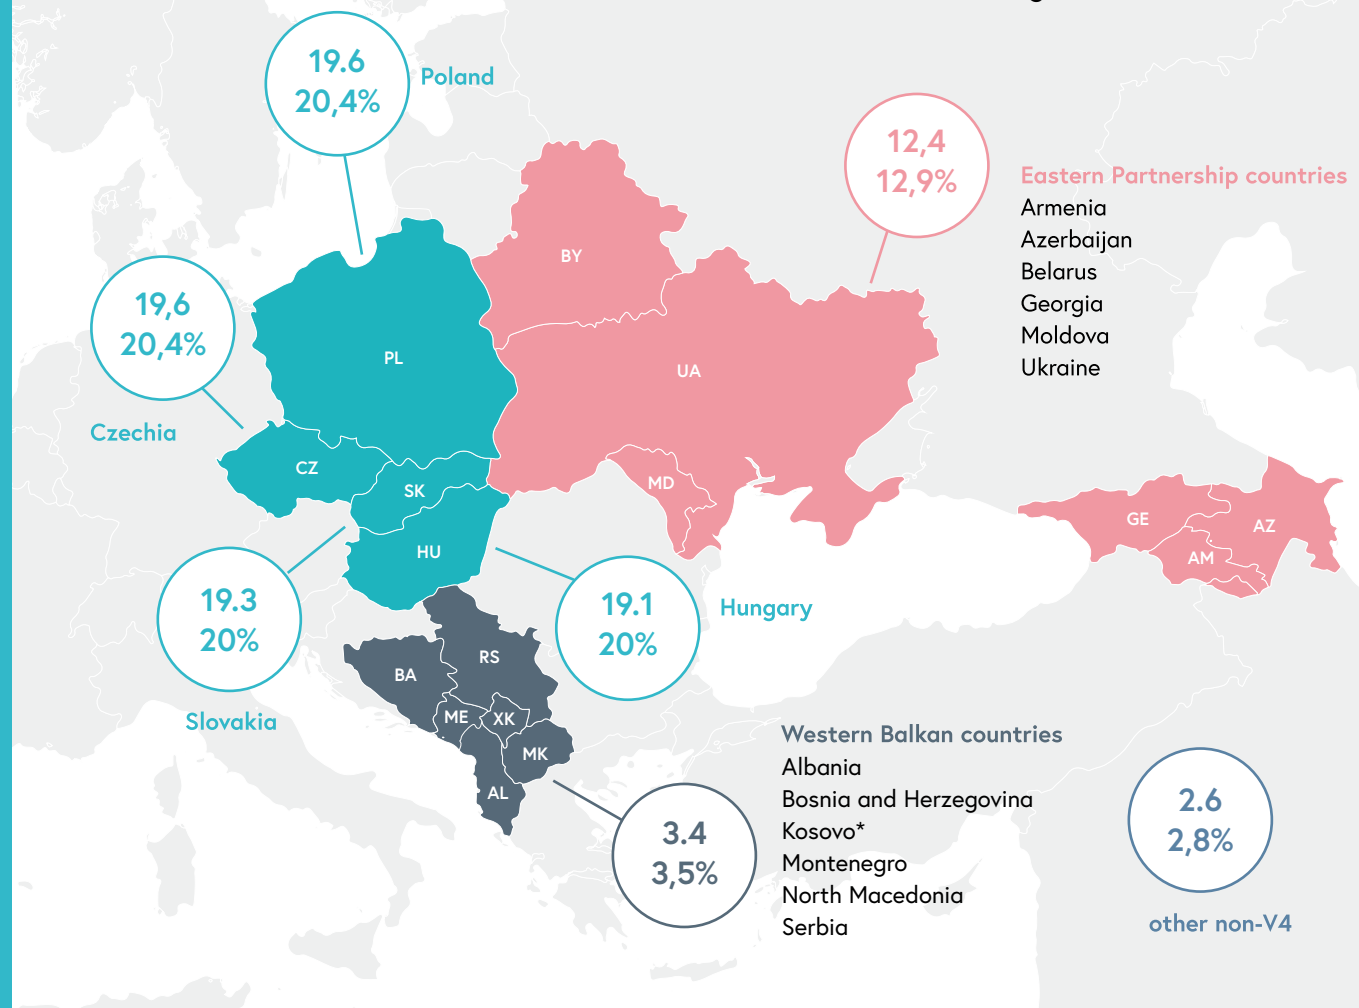 19.6
20,4%
Poland
12,4
12,9%
Eastern Partnership countries
Armenia
Azerbaijan
Belarus
Georgia
Moldova
Ukraine
19,6
20,4%
Czechia
BY
PL
UA
CZ
SK
MD
HU
GE
AZ
AM
19.3
20%
Slovakia
19.1
20%
Hungary
RS
BA
ME
XK
MK
AL
Western Balkan countries
Albania
Bosnia and Herzegovina
Kosovo*
Montenegro
North Macedonia
Serbia
3.4
3,5%
2.6
2,8%
other non-V4